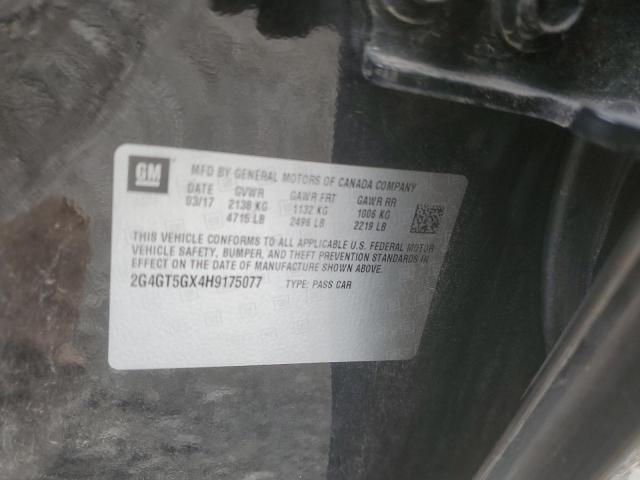 GM
MFD BY GENERAL MOTORS OF CANADA COMPANY
DATE GVWR GAWR FRT GAWR RR
03/17 2138 KG 1132 KG 1006 KG
4715 LB 2496 LB 2219 LB
THIS VEHICLE CONFORMS TO ALL APPLICABLE U.S. FEDERAL MOTOR
VEHICLE SAFETY, BUMPER, AND THEFT PREVENTION STANDARDS IN
EFFECT ON THE DATE OF MANUFACTURE SHOWN ABOVE.
2G4GT5GX4H9175077 TYPE: PASS CAR